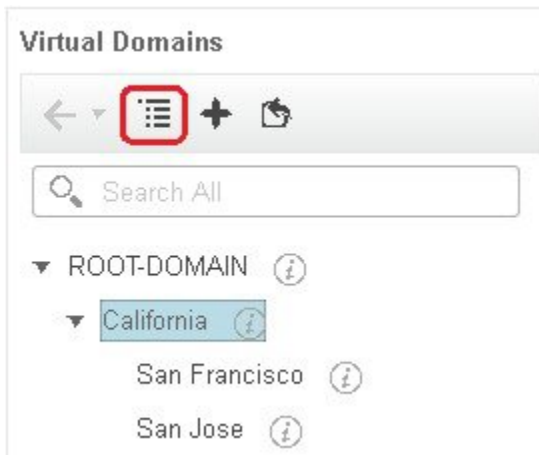 Virtual Domains
Search All
ROOT-DOMAIN
California
San Francisco
San Jose